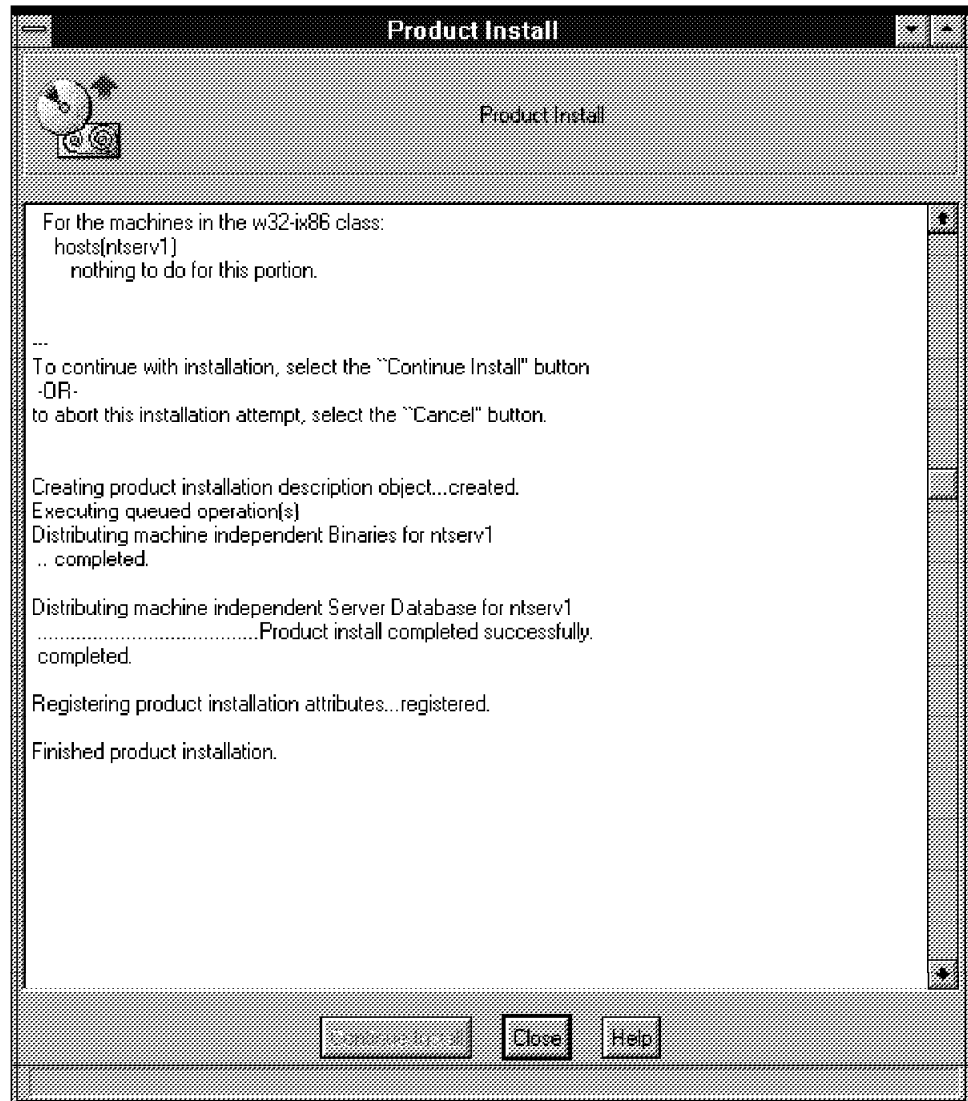 Product Install
Product Install
For the machines in the w32-ix86 class:
hosts(ntserv1)
nothing to do for this portion.
---
To continue with installation, select the ``Continue Install'' button
-OR-
to abort this installation attempt, select the ``Cancel'' button.
Creating product installation description object...created.
Executing queued operation(s)
Distributing machine independent Binaries for ntserv1
.. completed.
Distributing machine independent Server Database for ntserv1
........................................Product install completed successfully.
completed.
Registering product installation attributes...registered.
Finished product installation.
Continue Install Close Help